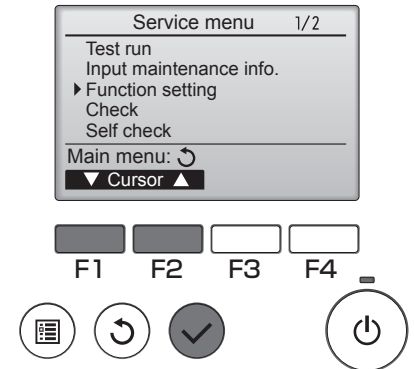 Service menu 1/2
Test run
Input maintenance info.
Function setting
Check
Self check
Main menu:
Cursor
F1 F2 F3 F4